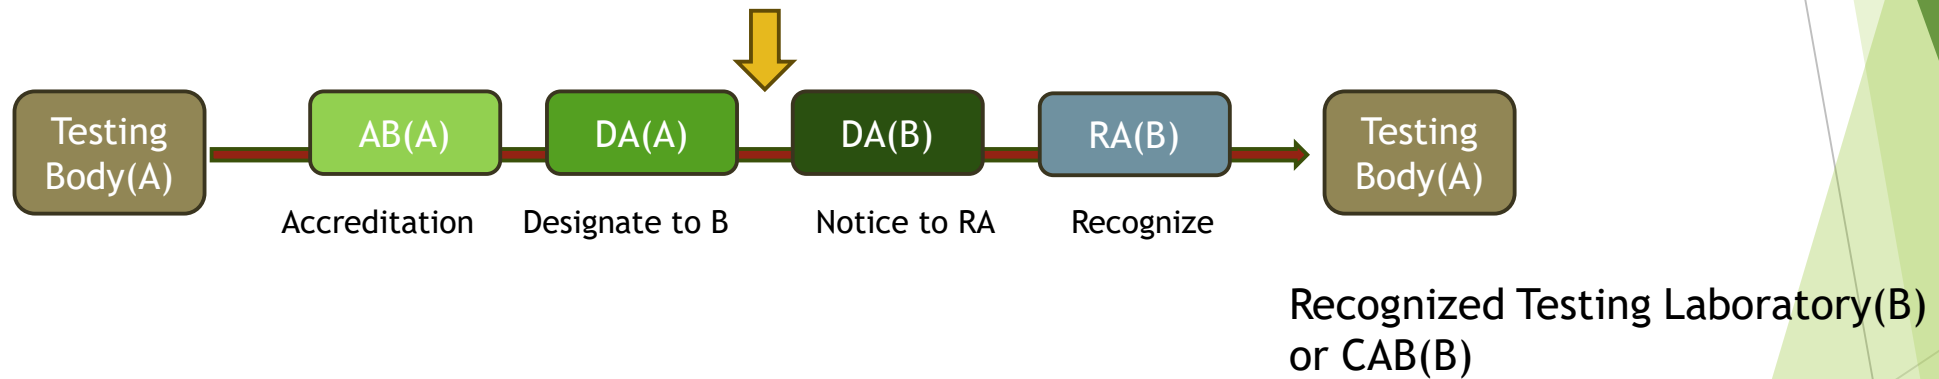 Testing
Body(A)
AB(A)
DA(A)
DA(B)
RA(B)
Testing
Body(A)
Accreditation
Designate to B
Notice to RA
Recognize
Recognized Testing Laboratory(B)
or CAB(B)